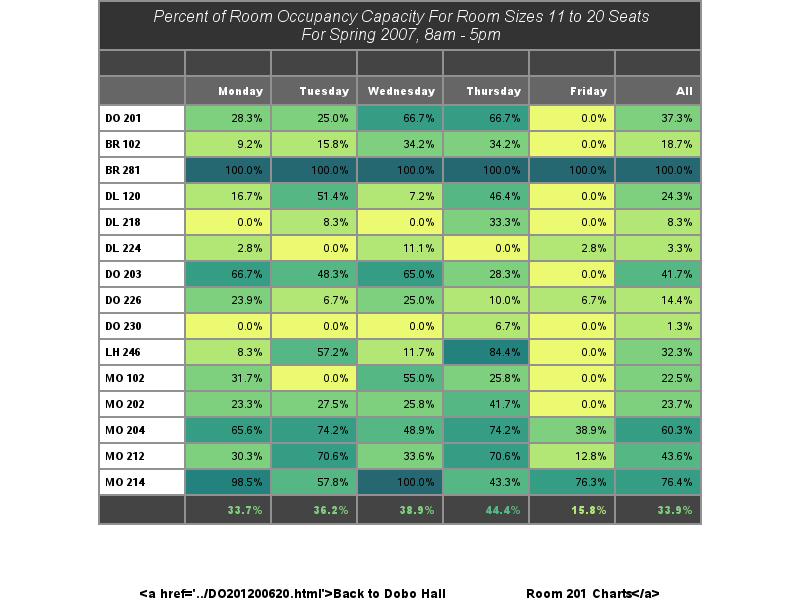 Percent of Room Occupancy Capacity For Room Sizes 11 to 20 Seats
For Spring 2007, 8am - 5pm
Monday Tuesday Wednesday Thursday Friday All
DO 201 28.3% 25.0% 66.7% 66.7% 0.0% 37.3%
BR 102 9.2% 15.8% 34.2% 34.2% 0.0% 18.7%
BR 281 100.0% 100.0% 100.0% 100.0% 100.0% 100.0%
DL 120 16.7% 51.4% 7.2% 46.4% 0.0% 24.3%
DL 218 0.0% 8.3% 0.0% 33.3% 0.0% 8.3%
DL 224 2.8% 0.0% 11.1% 0.0% 2.8% 3.3%
DO 203 66.7% 48.3% 65.0% 28.3% 0.0% 41.7%
DO 226 23.9% 6.7% 25.0% 10.0% 6.7% 14.4%
DO 230 0.0% 0.0% 0.0% 6.7% 0.0% 1.3%
LH 246 8.3% 57.2% 11.7% 84.4% 0.0% 32.3%
MO 102 31.7% 0.0% 55.0% 25.8% 0.0% 22.5%
MO 202 23.3% 27.5% 25.8% 41.7% 0.0% 23.7%
MO 204 65.6% 74.2% 48.9% 74.2% 38.9% 60.3%
MO 212 30.3% 70.6% 33.6% 70.6% 12.8% 43.6%
MO 214 98.5% 57.8% 100.0% 43.3% 76.3% 76.4%
33.7% 36.2% 38.9% 44.4% 15.8% 33.9%
<a href='../DO201200620.html'>Back to Dobo Hall Room 201 Charts</a>